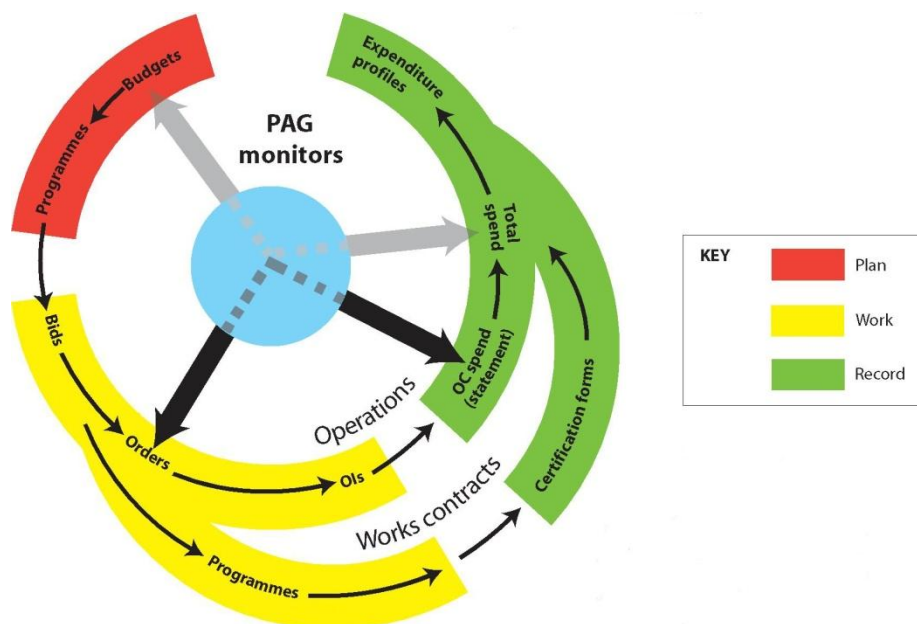 Budgets
Programmes
PAG
monitors
Bids
Orders
OIs
Programmes
Operations
Works contracts
OC spend
(statement)
Total
spend
Expenditure
profiles
Certification forms
KEY
Plan
Work
Record